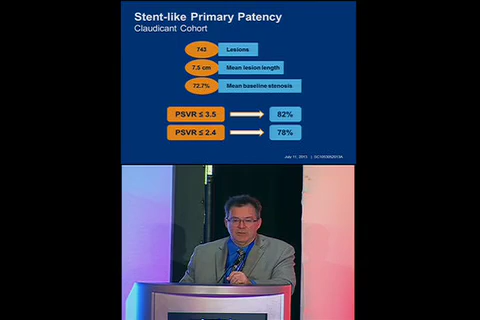 Stent-like Primary Patency
Claudicant Cohort
743 Lesions
7.5 cm Mean lesion length
72.7% Mean baseline stenosis
PSVR ≤ 3.5 82%
PSVR ≤ 2.4 78%
July 11, 2013